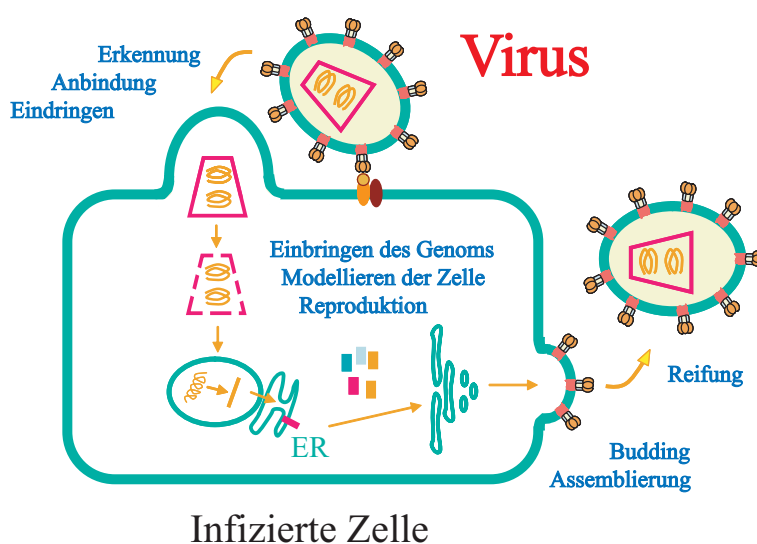 Virus
Erkennung
Anbindung
Eindringen
Einbringen des Genoms
Modellieren der Zelle
Reproduktion
ER
Reifung
Budding
Assemblierung
Infizierte Zelle